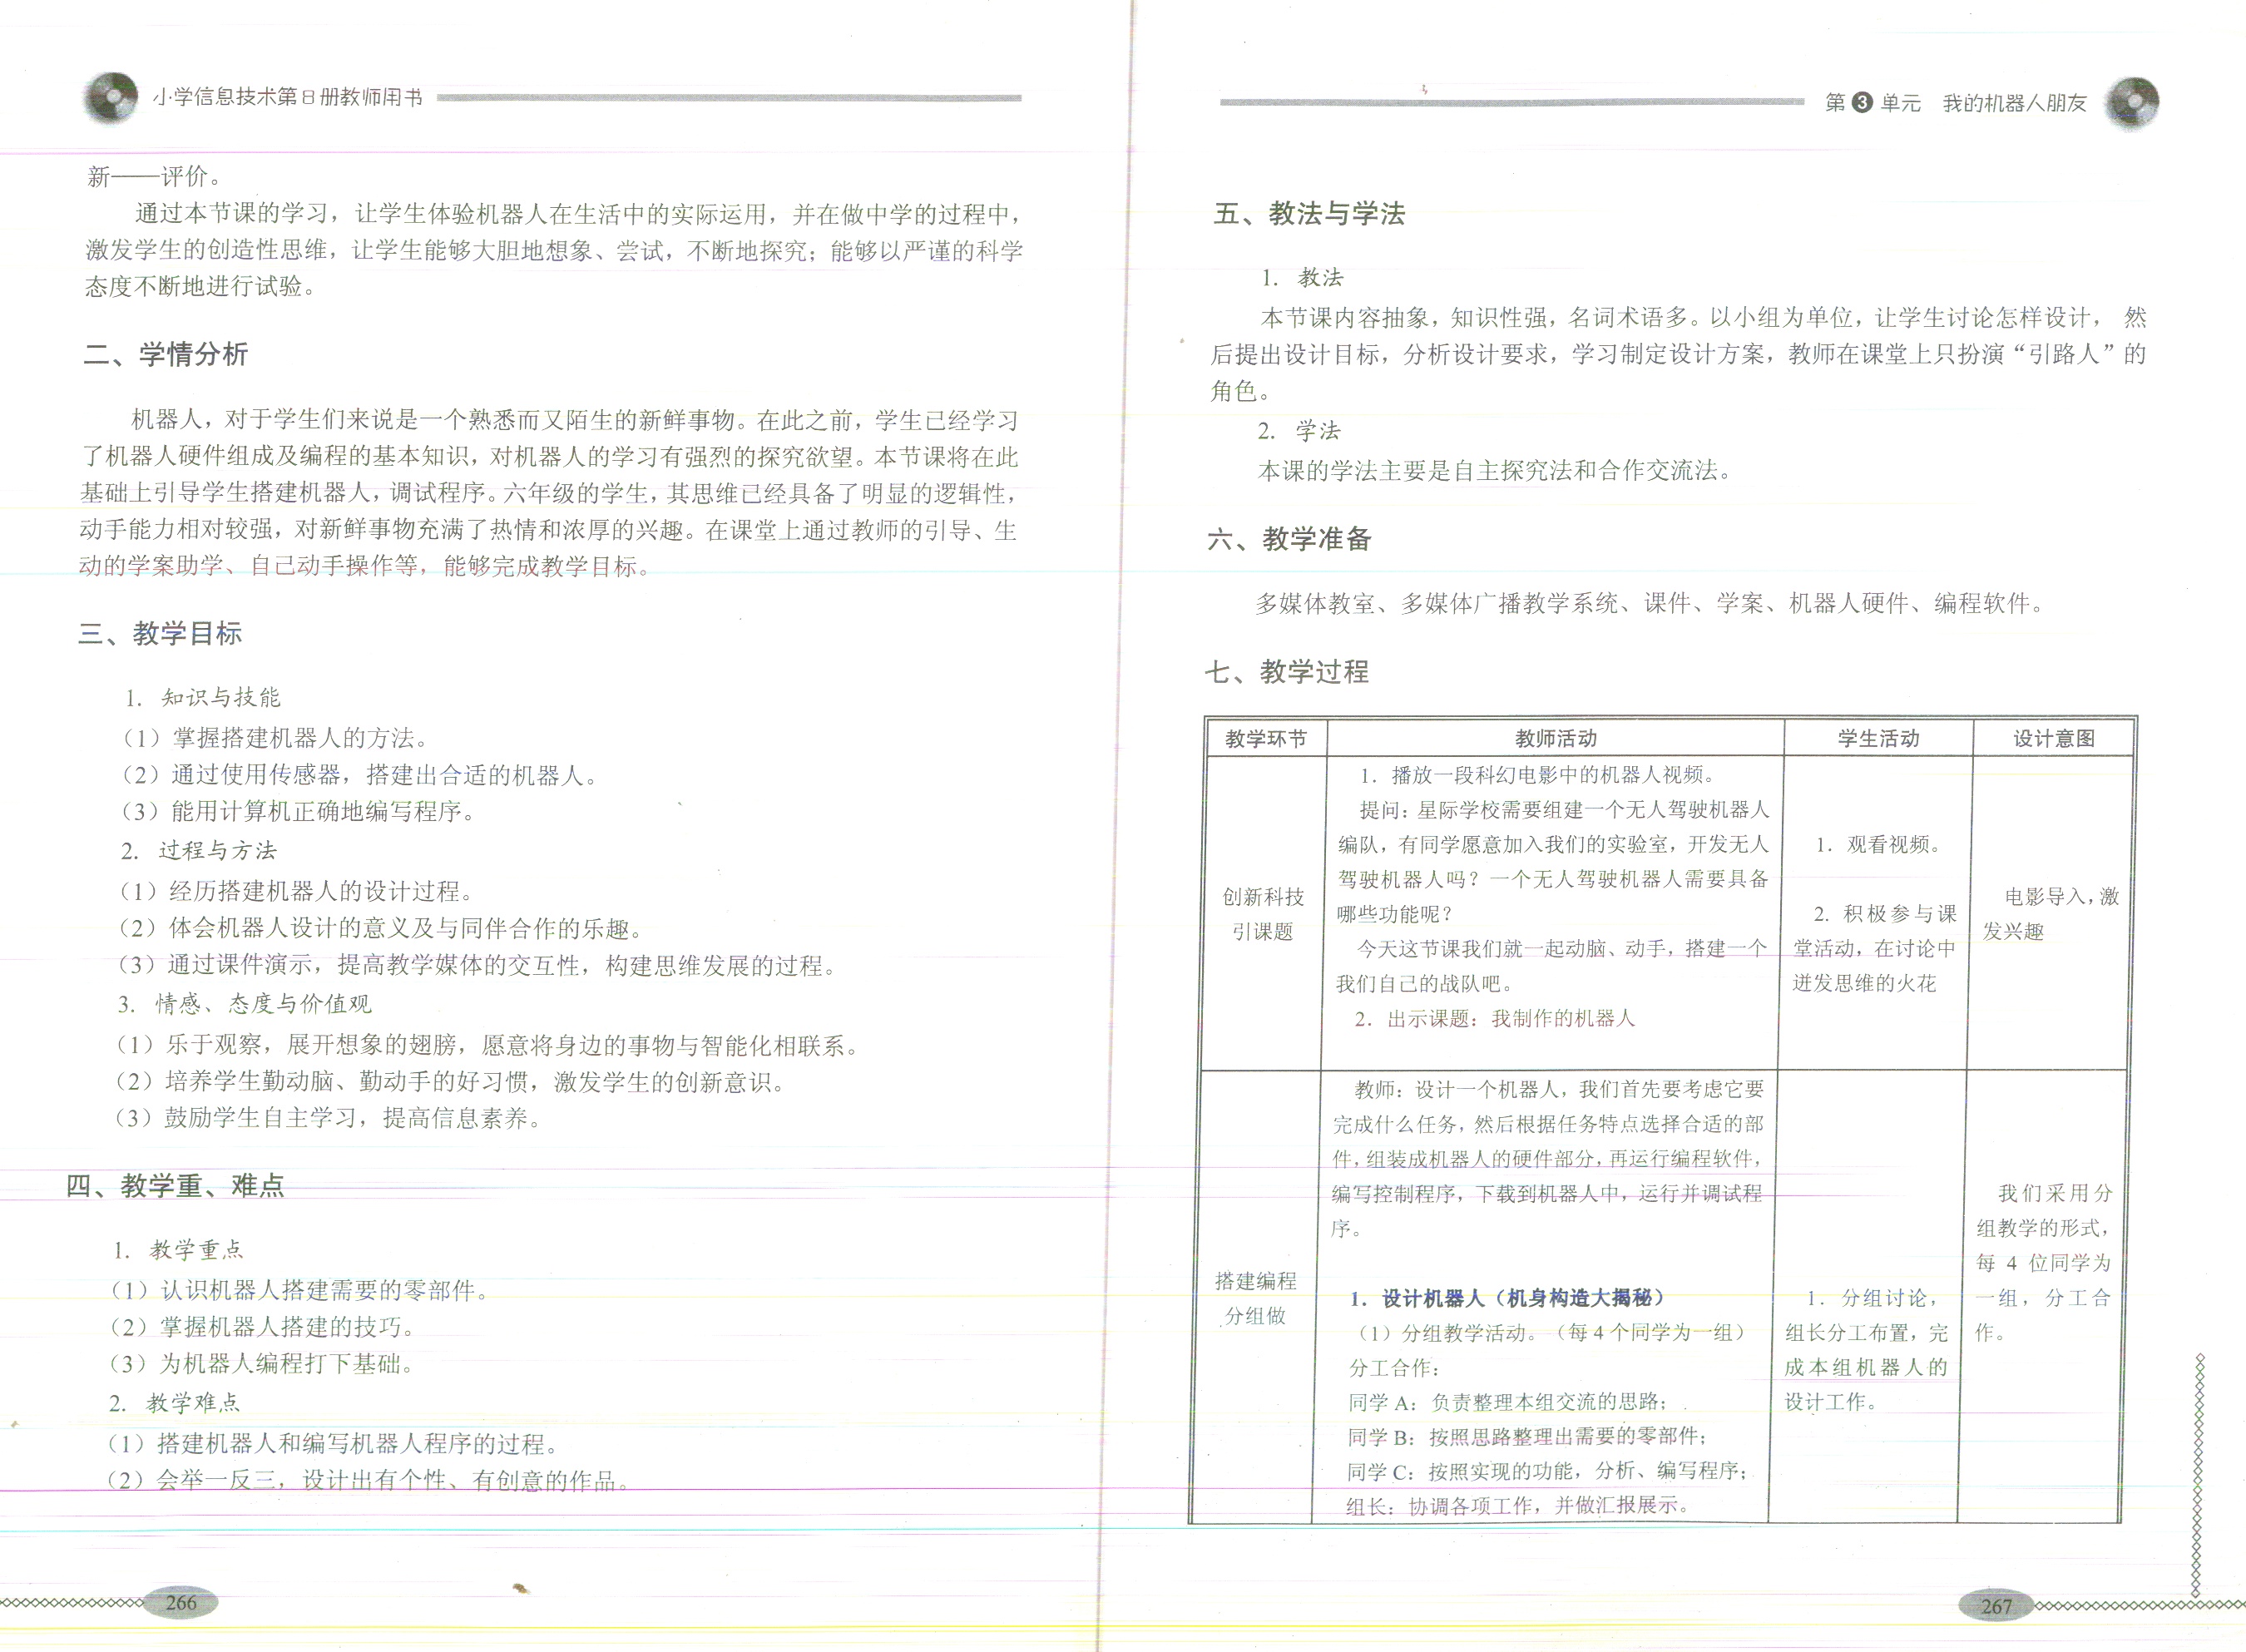 小学信息技术第8册教师用书
新——评价。
通过本节课的学习，让学生体验机器人在生活中的实际运用，并在做中学的过程中，
激发学生的创造性思维，让学生能够大胆地想象、尝试，不断地探究；能够以严谨的科学
态度不断地进行试验。
二、学情分析
机器人，对于学生们来说是一个熟悉而又陌生的新鲜事物。在此之前，学生已经学习
了机器人硬件组成及编程的基本知识，对机器人的学习有强烈的探究欲望。本节课将在此
基础上引导学生搭建机器人，调试程序。六年级的学生，其思维已经具备了明显的逻辑性，
动手能力相对较强，对新鲜事物充满了热情和浓厚的兴趣。在课堂上通过教师的引导、生
动的学案助学、自己动手操作等，能够完成教学目标。
三、教学目标
1. 知识与技能
（1）掌握搭建机器人的方法。
（2）通过使用传感器，搭建出合适的机器人。
（3）能用计算机正确地编写程序。
2. 过程与方法
（1）经历搭建机器人的设计过程。
（2）体会机器人设计的意义及与同伴合作的乐趣。
（3）通过课件演示，提高教学媒体的交互性，构建思维发展的过程。
3. 情感、态度与价值观
（1）乐于观察，展开想象的翅膀，愿意将身边的事物与智能化相联系。
（2）培养学生勤动脑、勤动手的好习惯，激发学生的创新意识。
（3）鼓励学生自主学习，提高信息素养。
四、教学重、难点
1. 教学重点
（1）认识机器人搭建需要的零部件。
（2）掌握机器人搭建的技巧。
（3）为机器人编程打下基础。
2. 教学难点
（1）搭建机器人和编写机器人程序的过程。
（2）会举一反三，设计出有个性、有创意的作品。
266
第3单元 我的机器人朋友
五、教法与学法
1. 教法
本节课内容抽象，知识性强，名词术语多。以小组为单位，让学生讨论怎样设计， 然
后提出设计目标，分析设计要求，学习制定设计方案，教师在课堂上只扮演“引路人”的
角色。
2. 学法
本课的学法主要是自主探究法和合作交流法。
六、教学准备
多媒体教室、多媒体广播教学系统、课件、学案、机器人硬件、编程软件。
七、教学过程
教学环节 教师活动 学生活动 设计意图
创新科技
引课题
1. 播放一段科幻电影中的机器人视频。
提问：星际学校需要组建一个无人驾驶机器人
编队，有同学愿意加入我们的实验室，开发无人
驾驶机器人吗？一个无人驾驶机器人需要具备
哪些功能呢？
今天这节课我们就一起动脑、动手，搭建一个
我们自己的战队吧。
2. 出示课题：我制作的机器人
1. 观看视频。
2. 积极参与课
堂活动，在讨论中
迸发思维的火花
电影导入，激
发兴趣
搭建编程
分组做
教师：设计一个机器人，我们首先要考虑它要
完成什么任务，然后根据任务特点选择合适的部
件，组装成机器人的硬件部分，再运行编程软件，
编写控制程序，下载到机器人中，运行并调试程
序。
1. 设计机器人（机身构造大揭秘）
（1）分组教学活动。（每4个同学为一组）
分工合作：
同学A：负责整理本组交流的思路；
同学B：按照思路整理出需要的零部件；
同学C：按照实现的功能，分析、编写程序；
组长：协调各项工作，并做汇报展示。
1. 分组讨论，
组长分工布置，完
成本组机器人的
设计工作。
我们采用分
组教学的形式，
每 4 位同学为
一组，分工合
作。
267